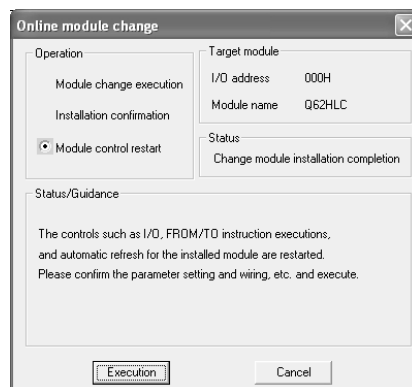 Online module change
Operation
Module change execution
Installation confirmation
Module control restart
Target module
I/O address 000H
Module name Q62HLC
Status
Change module installation completion
Status/Guidance
The controls such as I/O, FROM/TO instruction executions,
and automatic refresh for the installed module are restarted.
Please confirm the parameter setting and wiring, etc. and execute.
Execution Cancel